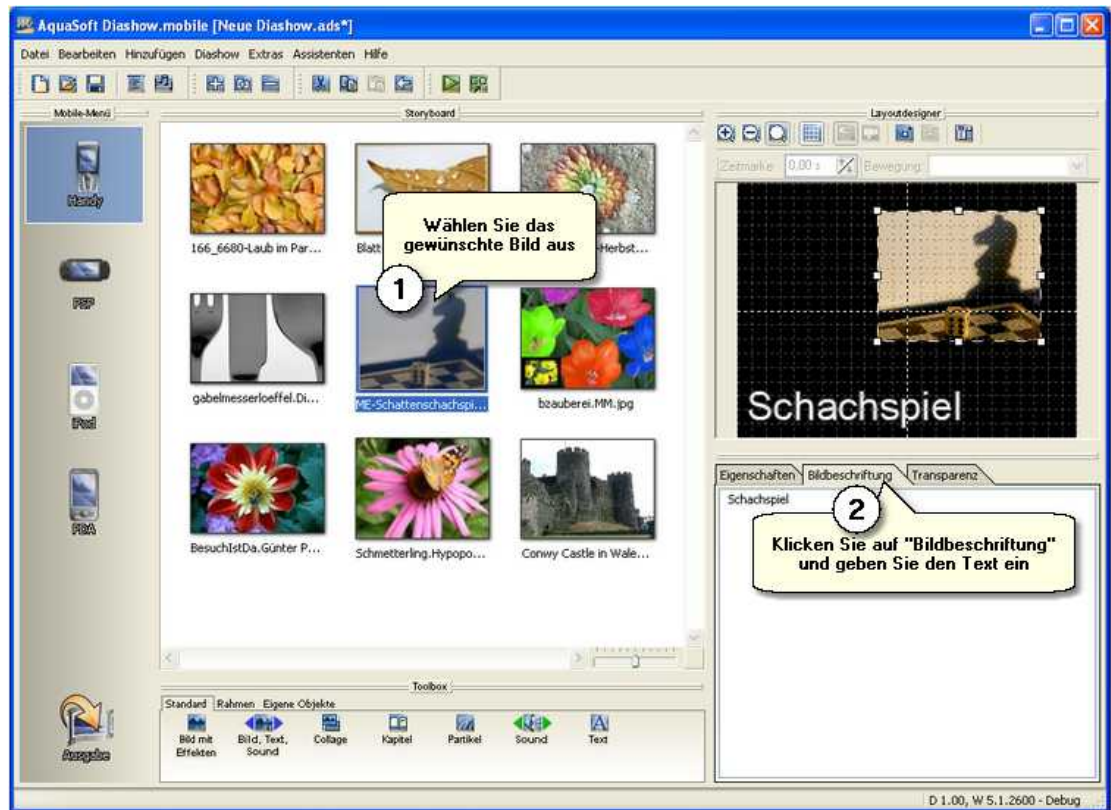 AquaSoft Diashow.mobile [Neue Diashow.ads*]
Datei Bearbeiten Hinzufügen Diashow Extras Assistenten Hilfe
Mobile-Menü
Storyboard
Layoutdesigner
Zeitmarke: 0.00 s Bewegung:
Handy
PSP
iPod
PDA
Ausgabe
166_6680-Laub im Par...
Blatt
-Herbst...
Wählen Sie das
gewünschte Bild aus
1
gabelmesserloeffel.Di...
ME-Schattenschachspi...
bzauberei.MM.jpg
BesuchIstDa.Günter P...
Schmetterling.Hypopo...
Conwy Castle in Wale...
Schachspiel
Eigenschaften Bildbeschriftung Transparenz
Schachspiel
2
Klicken Sie auf "Bildbeschriftung"
und geben Sie den Text ein
Toolbox
Standard Rahmen Eigene Objekte
Bild mit
Effekten
Bild, Text,
Sound
Collage
Kapitel
Partikel
Sound
Text
D 1.00, W 5.1.2600 - Debug